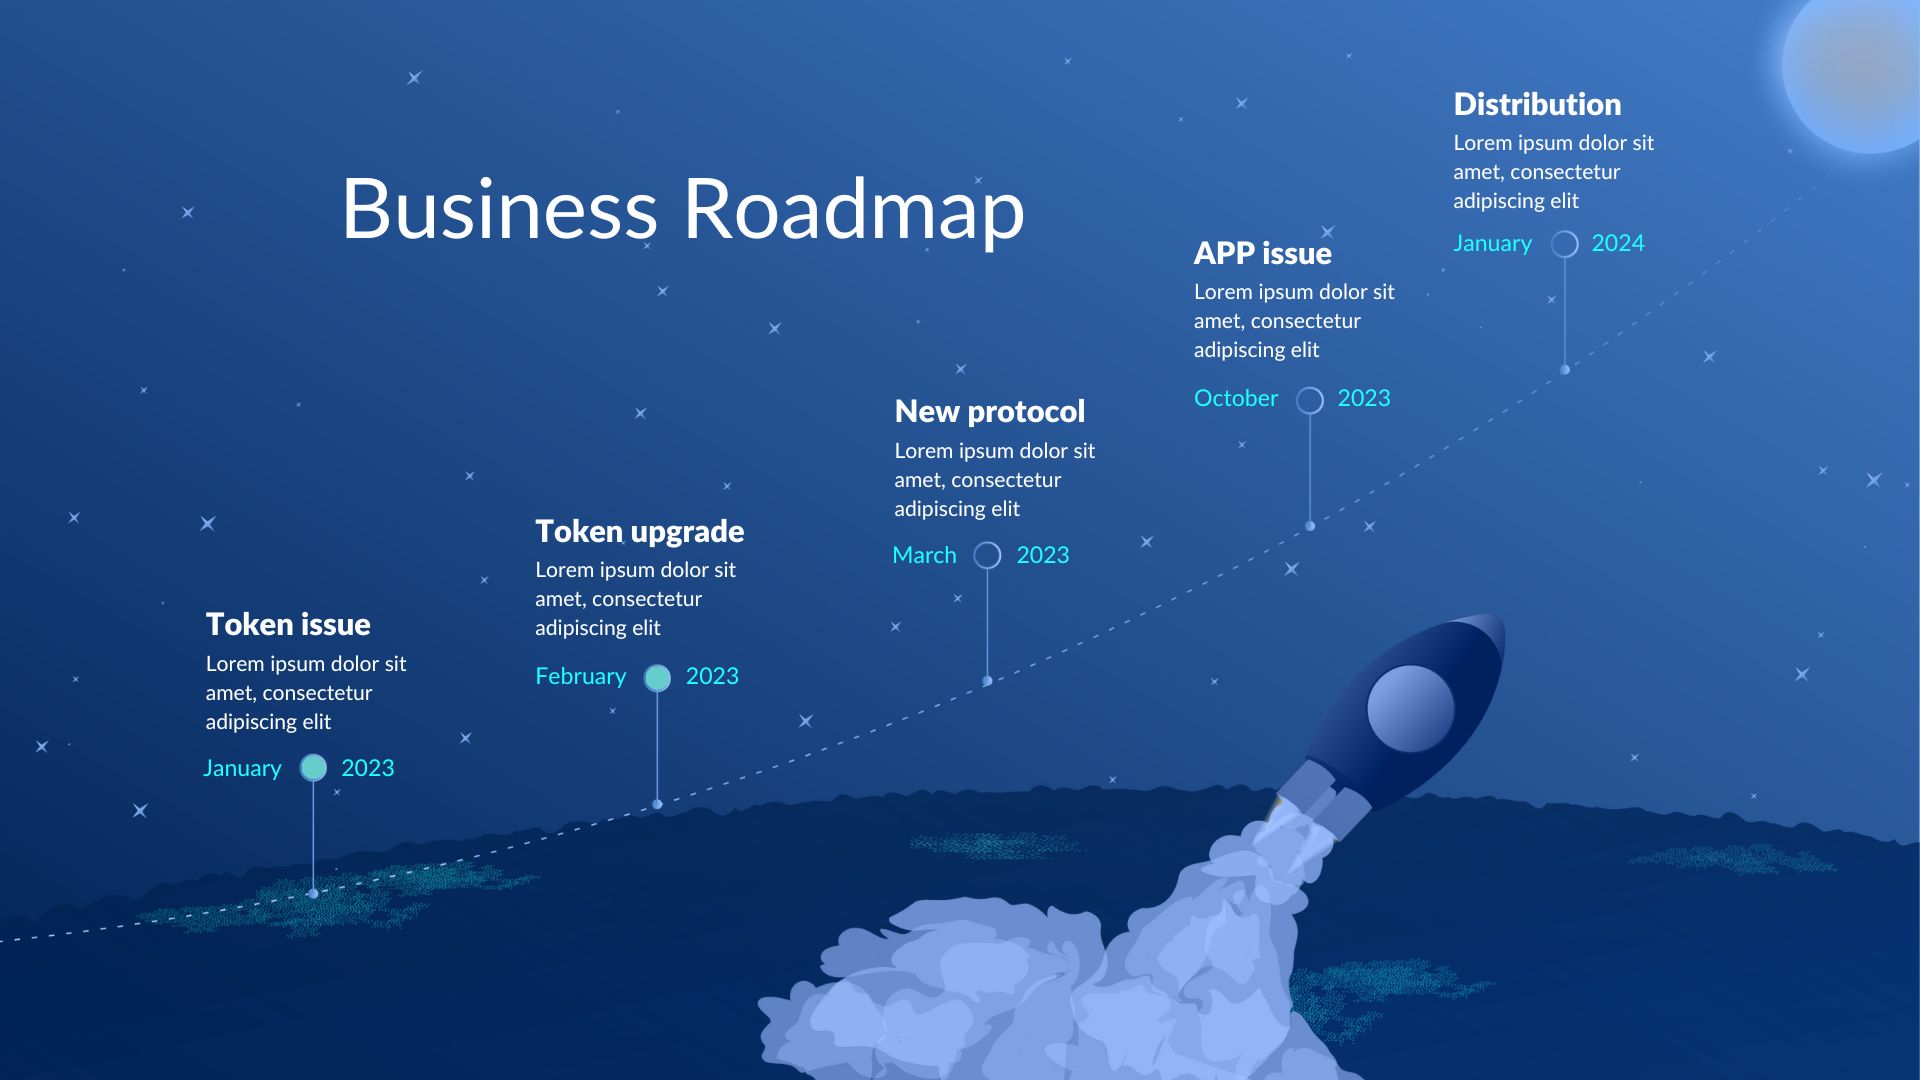 Business Roadmap
Token issue
Lorem ipsum dolor sit
amet, consectetur
adipiscing elit
January 2023
Token upgrade
Lorem ipsum dolor sit
amet, consectetur
adipiscing elit
February 2023
New protocol
Lorem ipsum dolor sit
amet, consectetur
adipiscing elit
March 2023
APP issue
Lorem ipsum dolor sit
amet, consectetur
adipiscing elit
October 2023
Distribution
Lorem ipsum dolor sit
amet, consectetur
adipiscing elit
January 2024